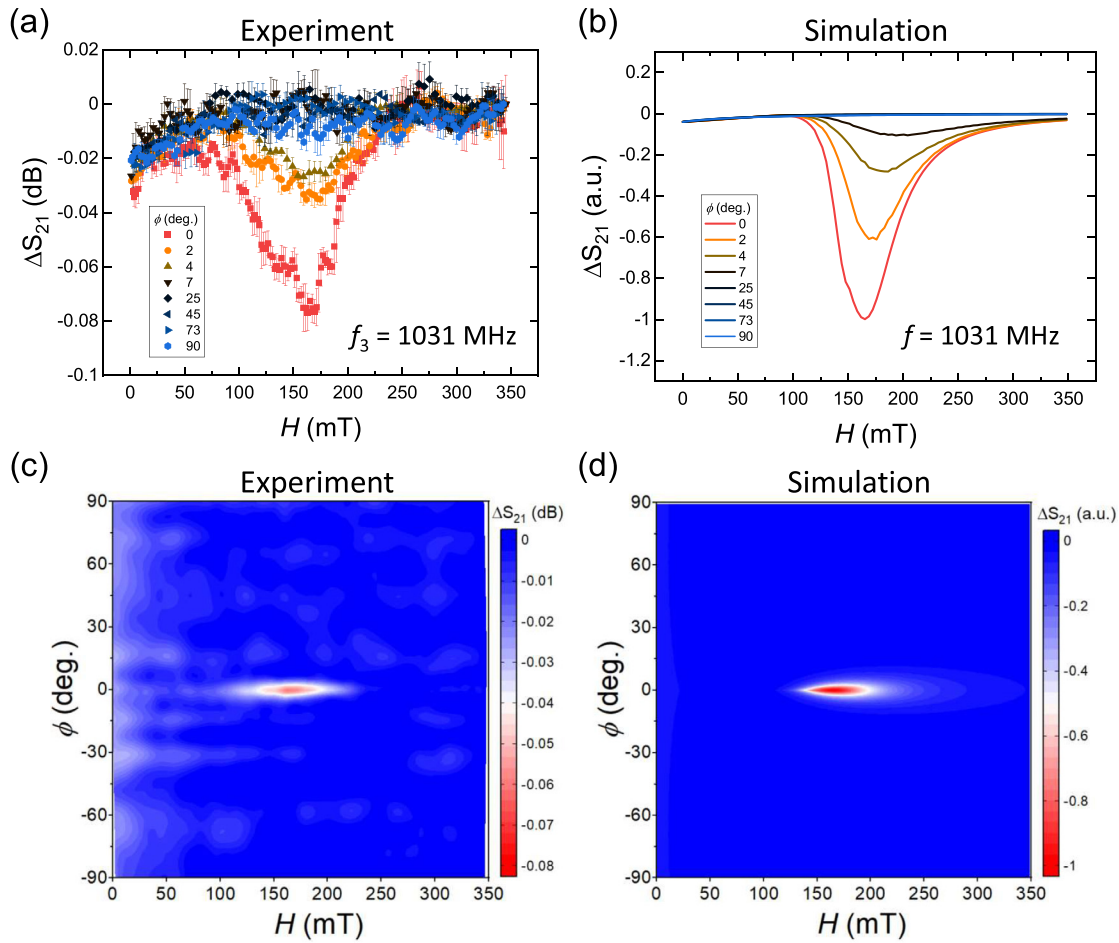 (a)
Experiment
0.02
0
-0.02
-0.04
-0.06
-0.08
-0.1
ΔS21 (dB)
ϕ (deg.)
0
2
4
7
25
45
73
90
f3 = 1031 MHz
0 50 100 150 200 250 300 350
H (mT)
(b)
Simulation
0.2
0
-0.2
-0.4
-0.6
-0.8
-1
-1.2
ΔS21 (a.u.)
ϕ (deg.)
0
2
4
7
25
45
73
90
f = 1031 MHz
0 50 100 150 200 250 300 350
H (mT)
(c)
Experiment
90
60
30
0
-30
-60
-90
ϕ (deg.)
0 50 100 150 200 250 300 350
H (mT)
ΔS21 (dB)
0
-0.01
-0.02
-0.03
-0.04
-0.05
-0.06
-0.07
-0.08
(d)
Simulation
90
60
30
0
-30
-60
-90
ϕ (deg.)
0 50 100 150 200 250 300 350
H (mT)
ΔS21 (a.u.)
0
-0.2
-0.4
-0.6
-0.8
-1